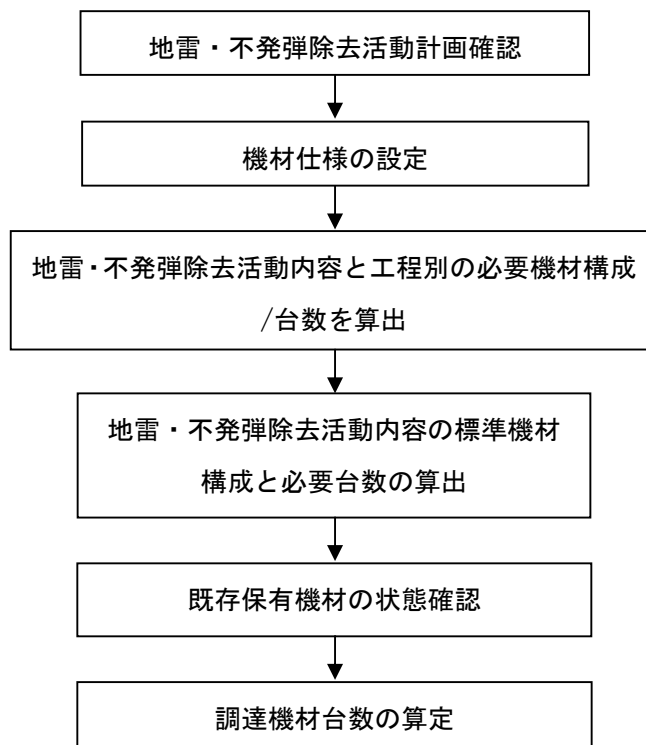 地雷・不発弾除去活動計画確認
機材仕様の設定
地雷・不発弾除去活動内容と工程別の必要機材構成
/台数を算出
地雷・不発弾除去活動内容の標準機材
構成と必要台数の算出
既存保有機材の状態確認
調達機材台数の算定